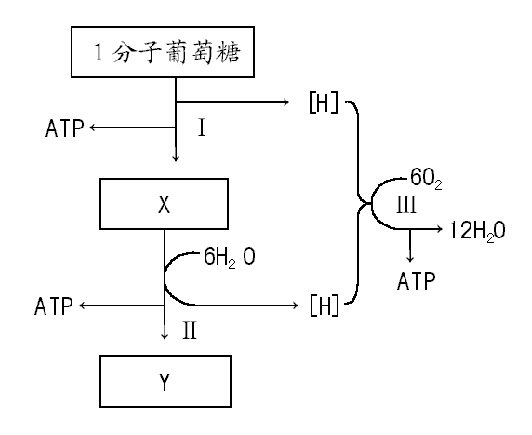 1分子葡萄糖
[H]
ATP
I
X
6O₂
III
12H₂O
ATP
6H₂O
ATP
[H]
II
Y